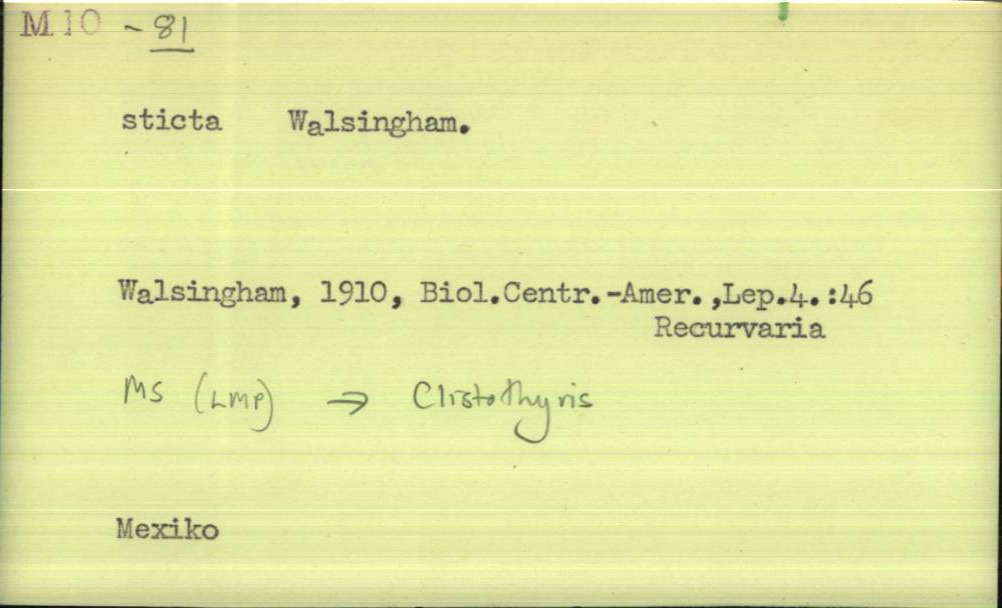 M 10 - 81
sticta Walsingham.
Walsingham, 1910, Biol.Centr.-Amer.,Lep.4.:46
Recurvaria
MS (LMP) → Clistothyris
Mexiko